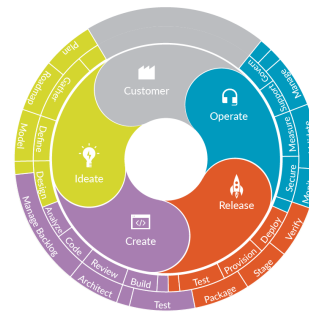 Customer
Operate
Release
Create
Ideate
Plan
Roadmap
Model
Gather
Define
Design
Manage Backlog
Architect
Test
Analyze
Code
Review
Build
Package
Stage
Verify
Test
Provision
Deploy
Manage
Govern
Support
Measure
Secure